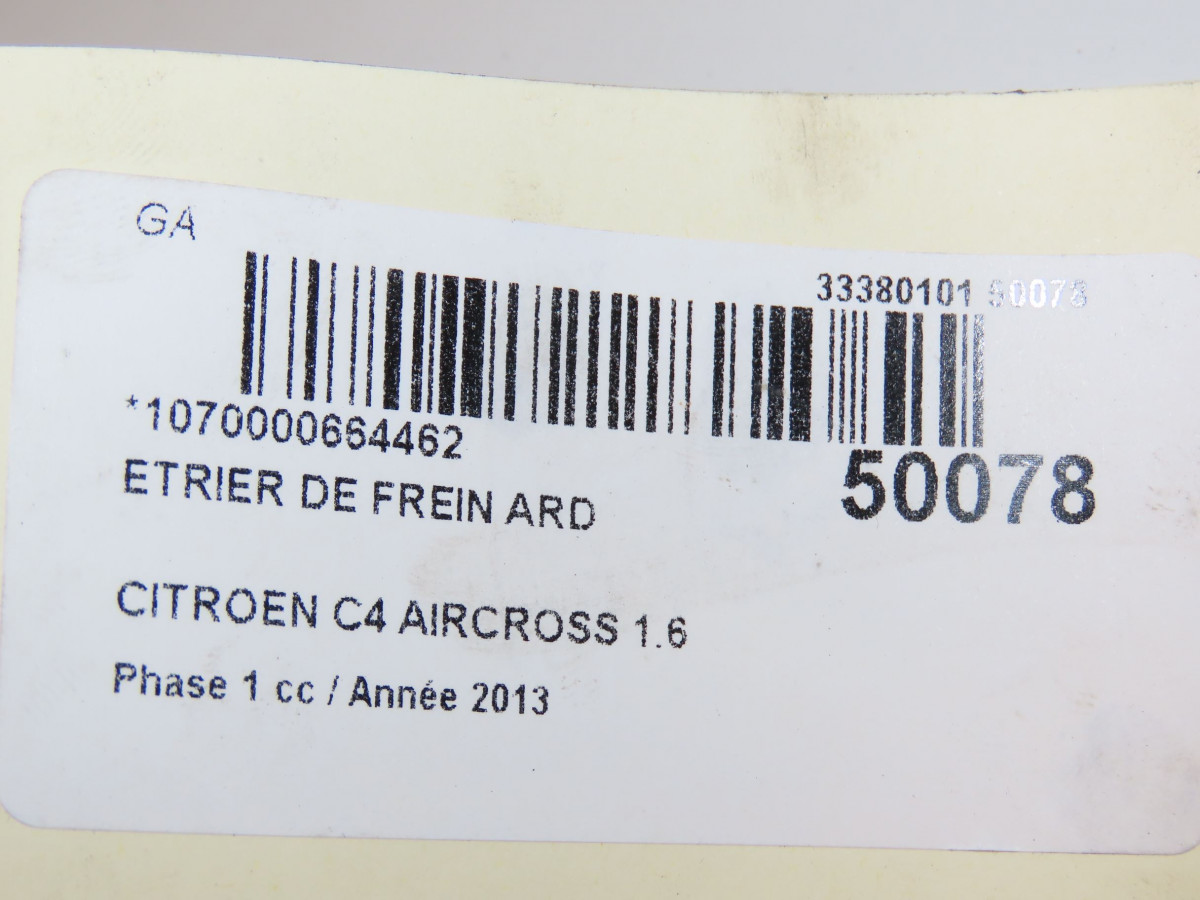 GA
33380101 50078
*1070000664462
50078
ETRIER DE FREIN ARD
CITROEN C4 AIRCROSS 1.6
Phase 1 cc / Année 2013